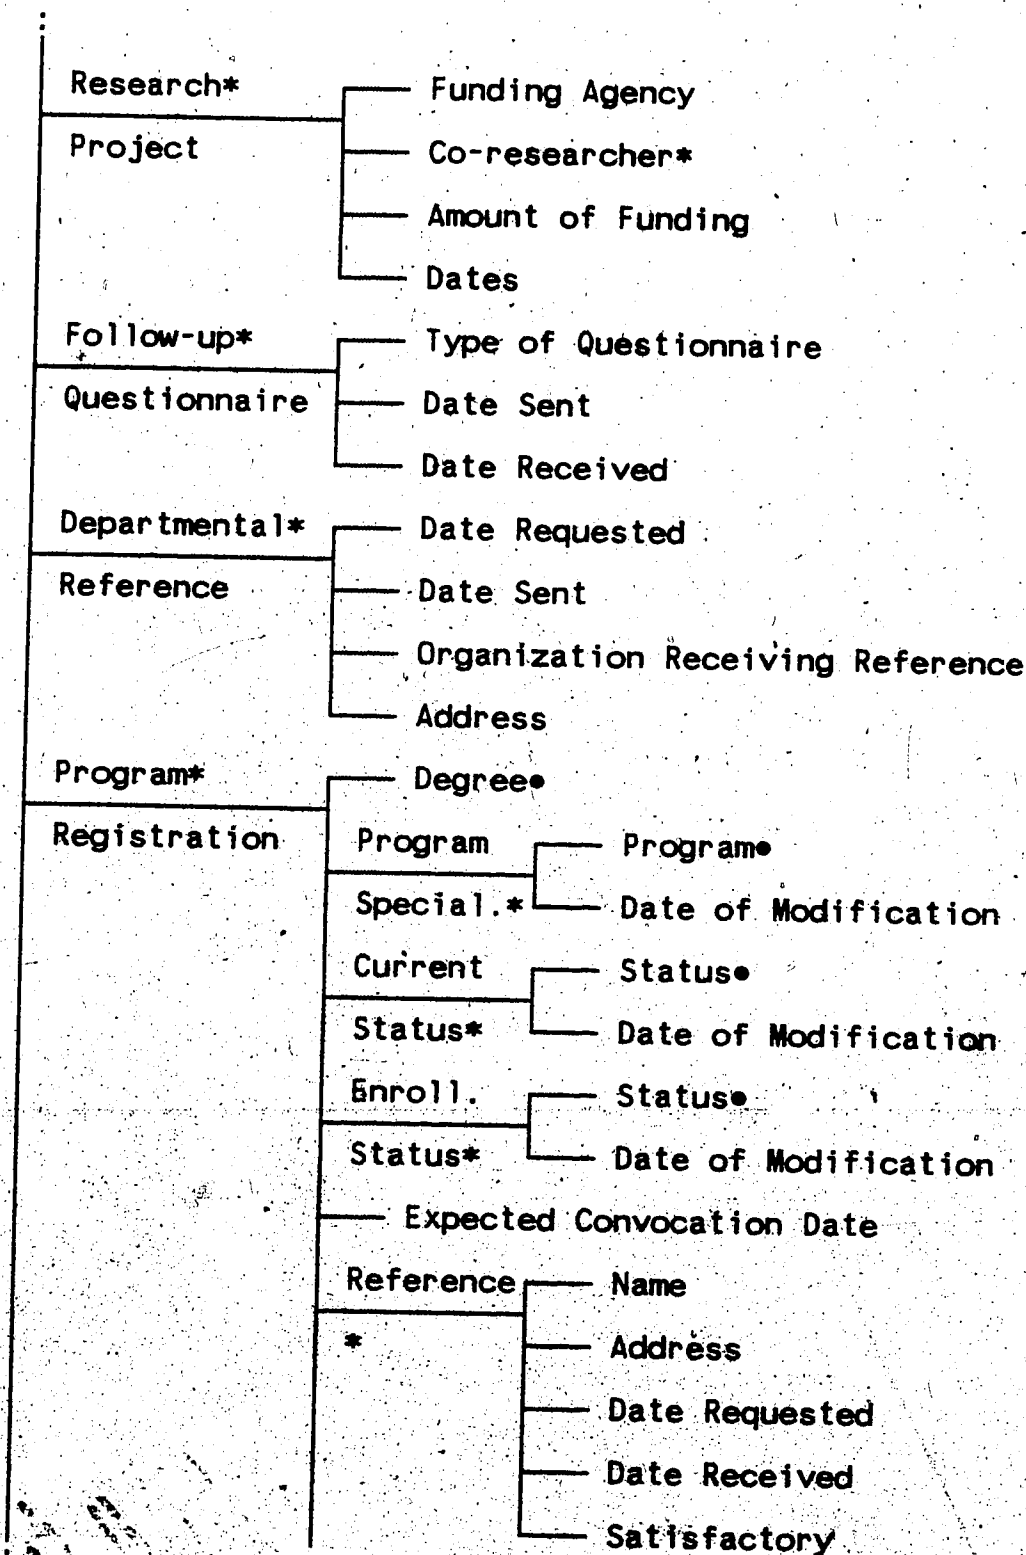 Research*
Funding Agency
Project
Co-researcher*
Amount of Funding
Dates
Follow-up*
Type of Questionnaire
Questionnaire
Date Sent
Date Received
Departmental*
Date Requested
Reference
Date Sent
Organization Receiving Reference
Address
Program*
Degree●
Registration
Program
Program●
Special.*
Date of Modification
Current
Status●
Status*
Date of Modification
Enroll.
Status●
Status*
Date of Modification
Expected Convocation Date
Reference
Name
*
Address
Date Requested
Date Received
Satisfactory